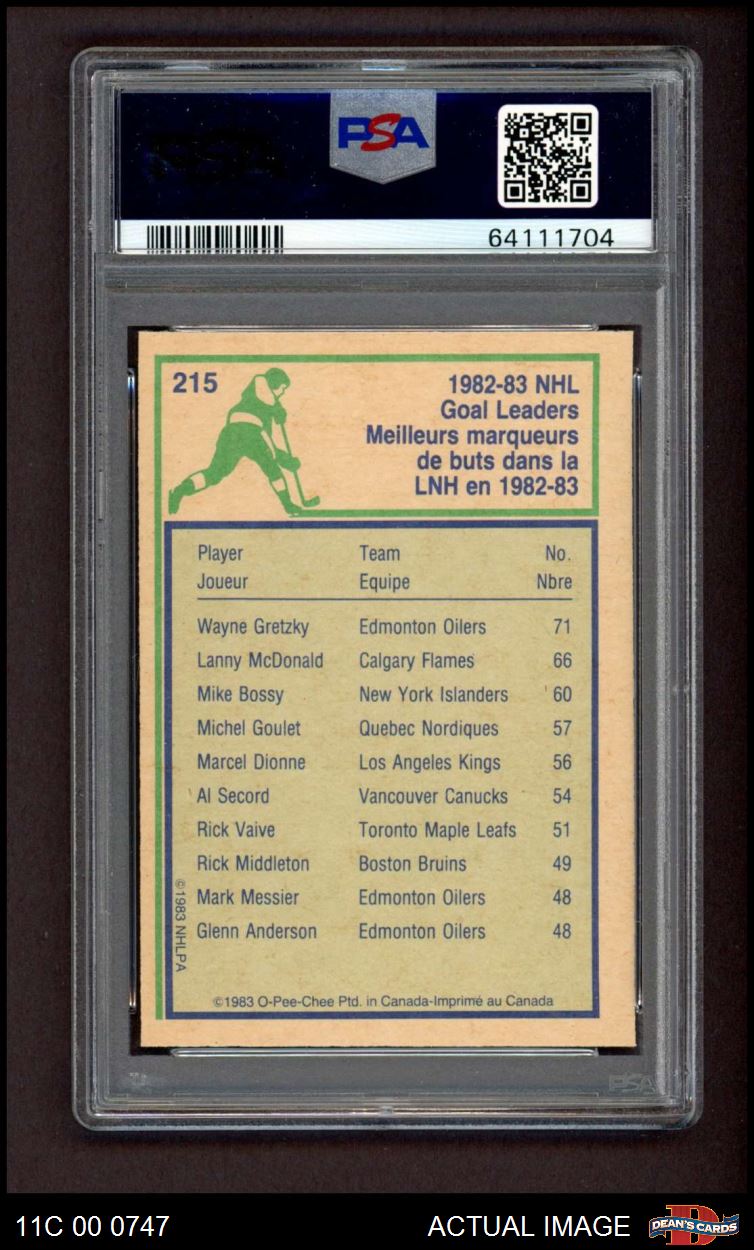 PSA
64111704
215
1982-83 NHL
Goal Leaders
Meilleurs marqueurs
de buts dans la
LNH en 1982-83
Player Team No.
Joueur Equipe Nbre
Wayne Gretzky Edmonton Oilers 71
Lanny McDonald Calgary Flames 66
Mike Bossy New York Islanders 60
Michel Goulet Quebec Nordiques 57
Marcel Dionne Los Angeles Kings 56
Al Secord Vancouver Canucks 54
Rick Vaive Toronto Maple Leafs 51
Rick Middleton Boston Bruins 49
Mark Messier Edmonton Oilers 48
Glenn Anderson Edmonton Oilers 48
©1983 NHLPA
©1983 O-Pee-Chee Ptd. in Canada-Imprimé au Canada
PSA
11C 00 0747 ACTUAL IMAGE DEAN'S CARDS